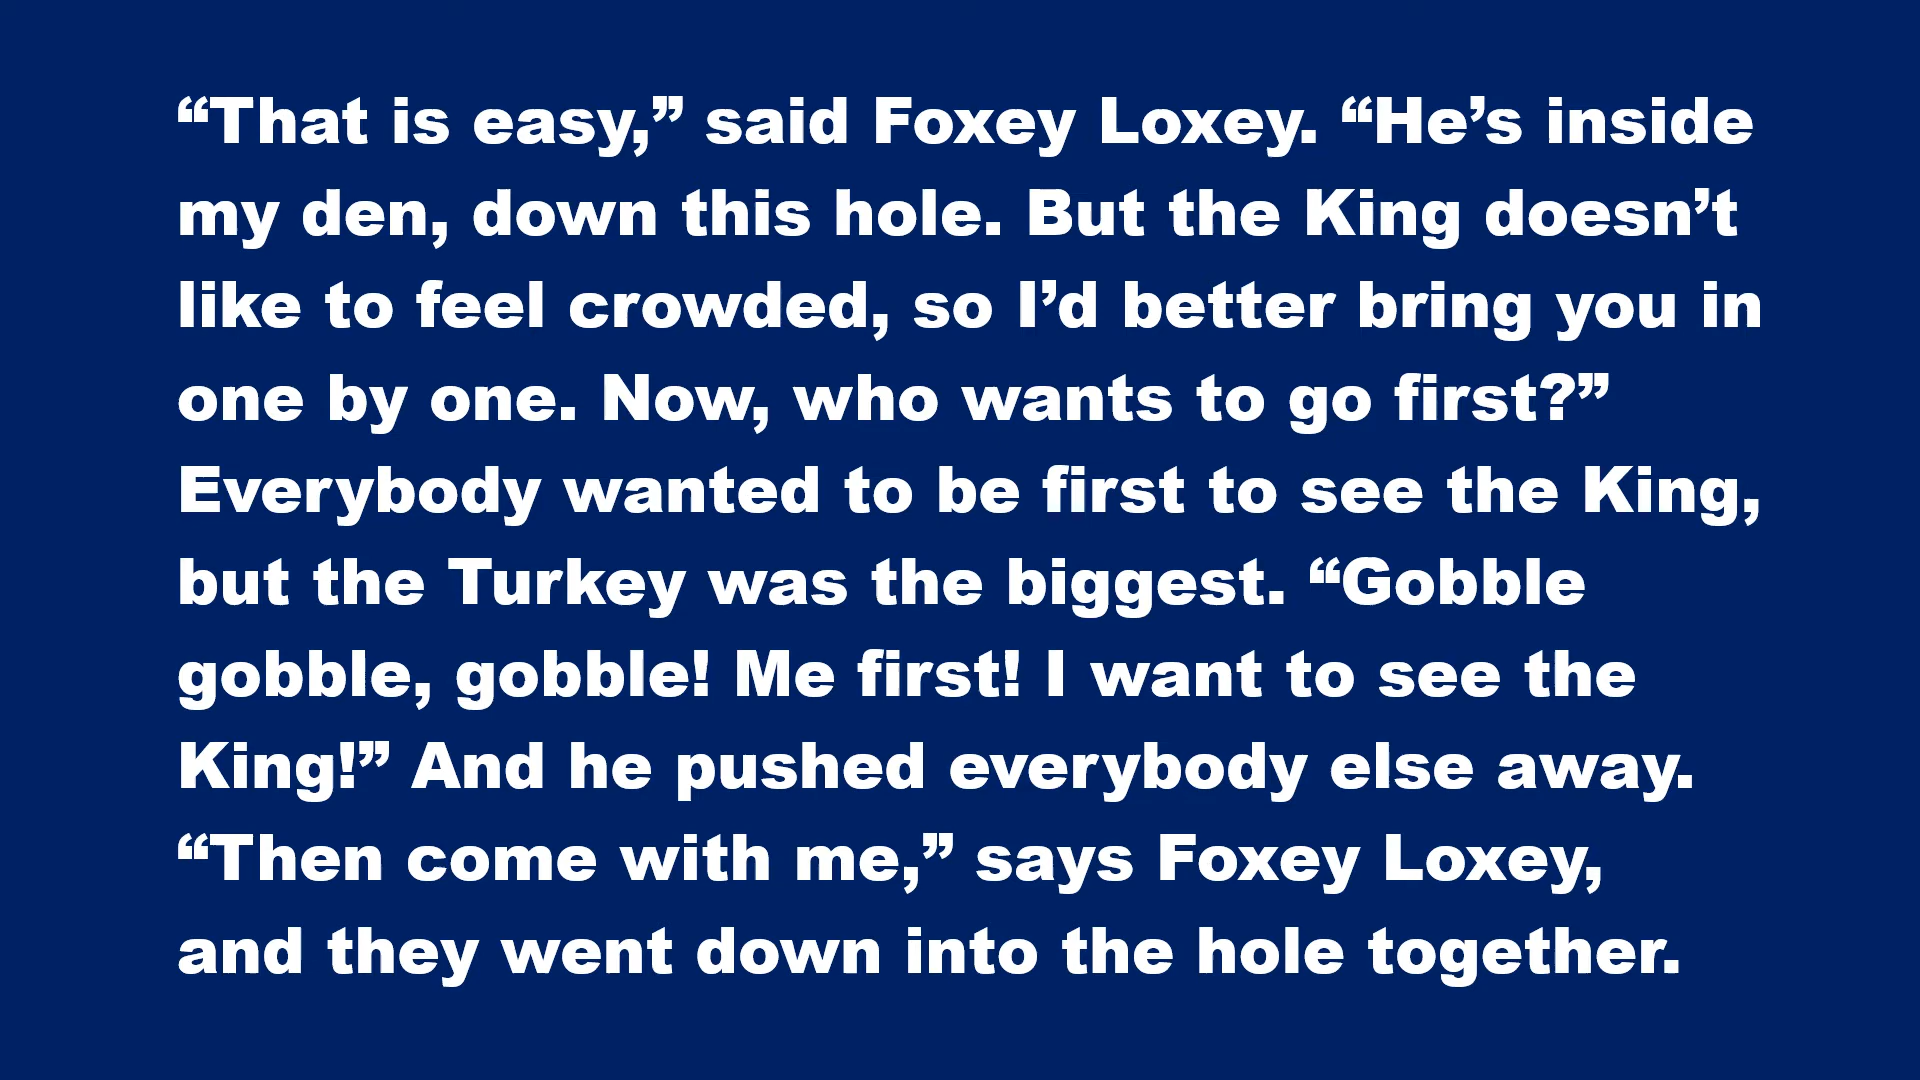 “That is easy,” said Foxey Loxey. “He’s inside
my den, down this hole. But the King doesn’t
like to feel crowded, so I’d better bring you in
one by one. Now, who wants to go first?”
Everybody wanted to be first to see the King,
but the Turkey was the biggest. “Gobble
gobble, gobble! Me first! I want to see the
King!” And he pushed everybody else away.
“Then come with me,” says Foxey Loxey,
and they went down into the hole together.